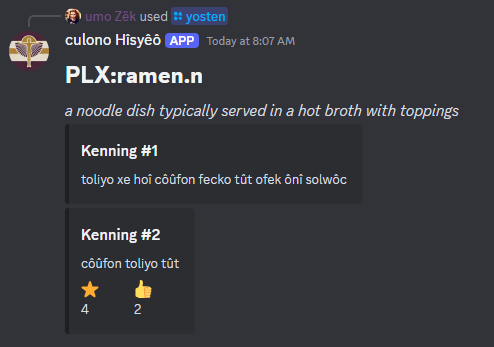 umo Zēk used yosten
culono Hîsyêô APP Today at 8:07 AM
PLX:ramen.n
a noodle dish typically served in a hot broth with toppings
Kenning #1
toliyo xe hoî côûfon fecko tût ofek ônî solwôc
Kenning #2
côûfon toliyo tût
4 2